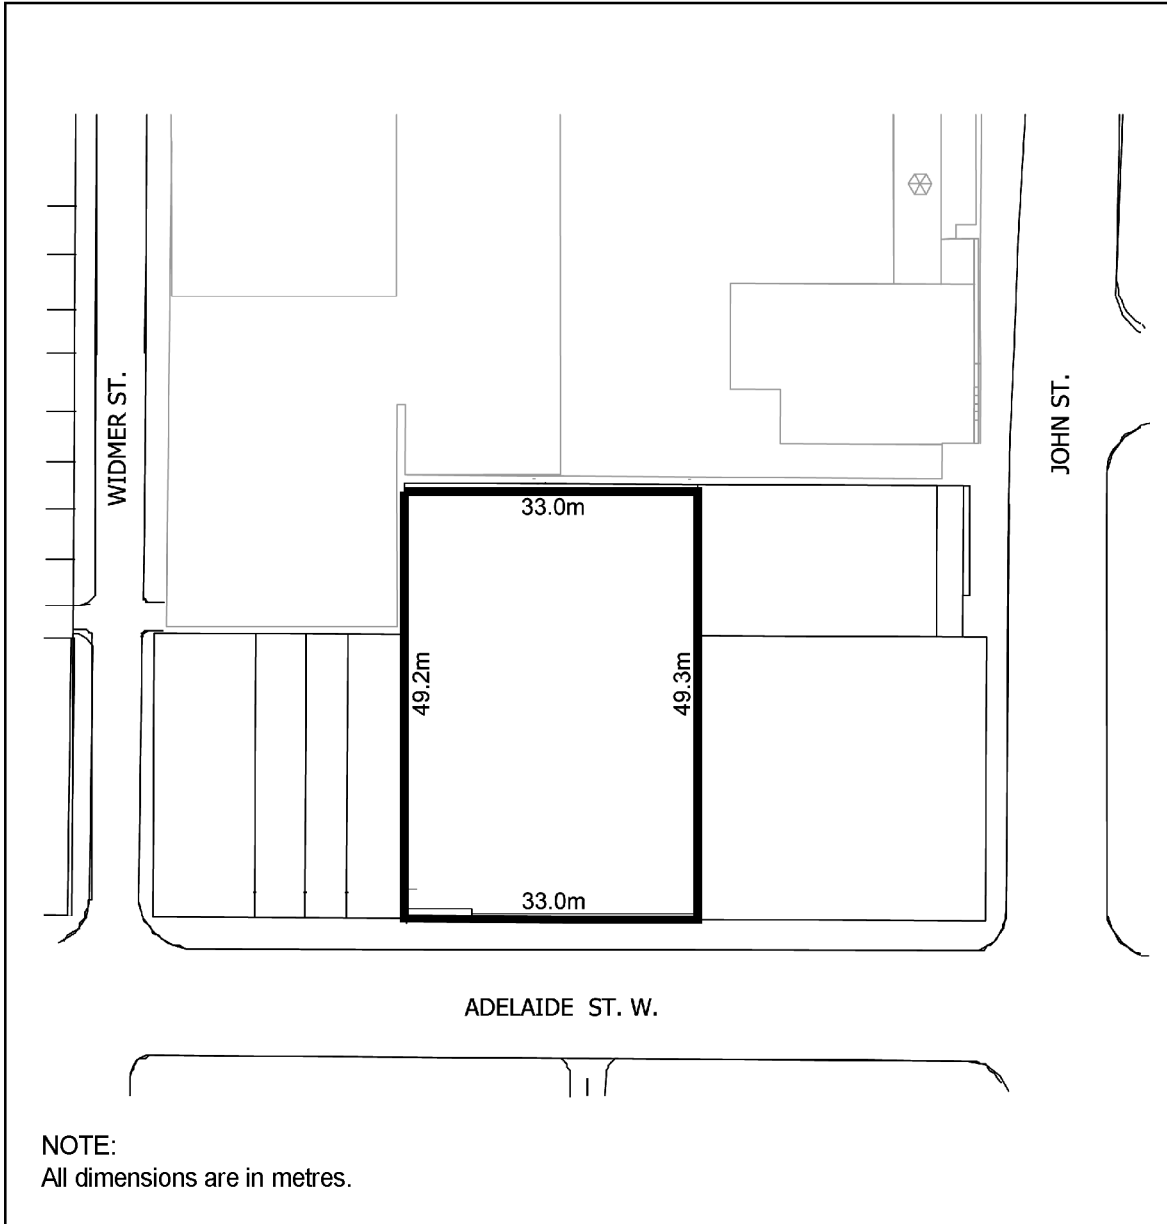 WIDMER ST.
JOHN ST.
33.0m
49.2m
49.3m
33.0m
ADELAIDE ST. W.
NOTE:
All dimensions are in metres.